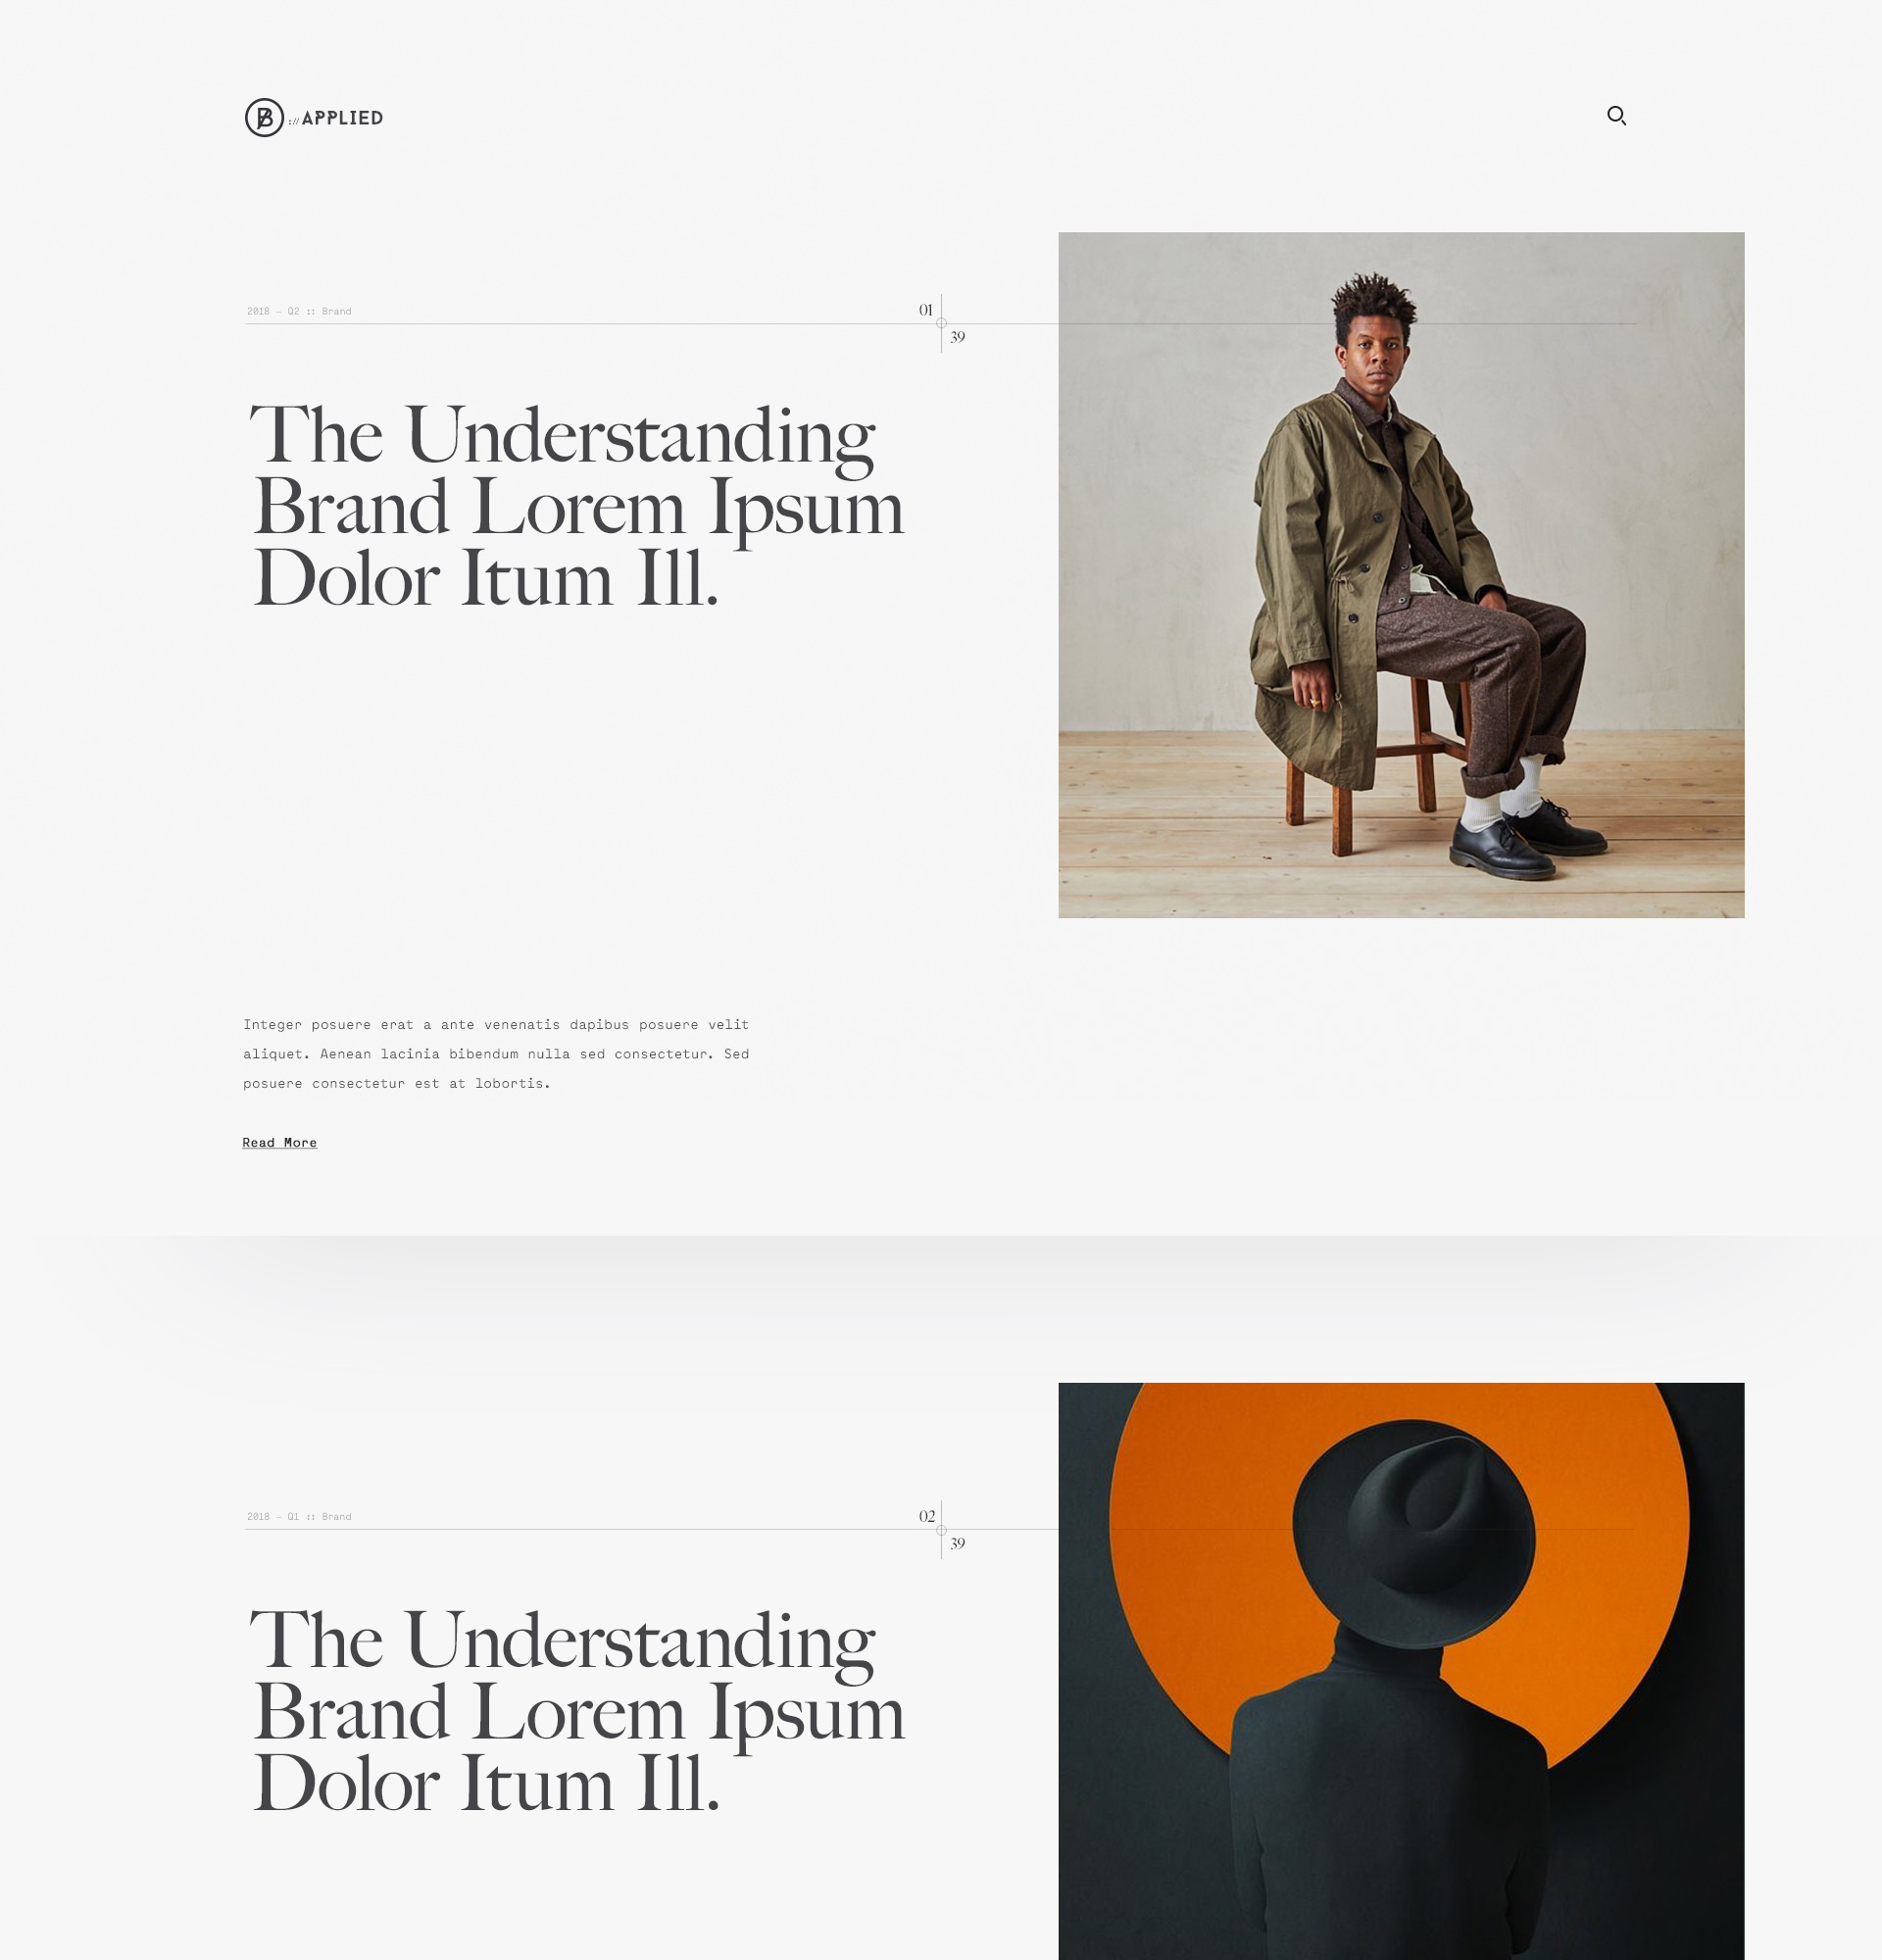 B :// APPLIED
2018 — Q2 :: Brand
01
39
The Understanding
Brand Lorem Ipsum
Dolor Itum Ill.
Integer posuere erat a ante venenatis dapibus posuere velit
aliquet. Aenean lacinia bibendum nulla sed consectetur. Sed
posuere consectetur est at lobortis.
Read More
2018 — Q1 :: Brand
02
39
The Understanding
Brand Lorem Ipsum
Dolor Itum Ill.